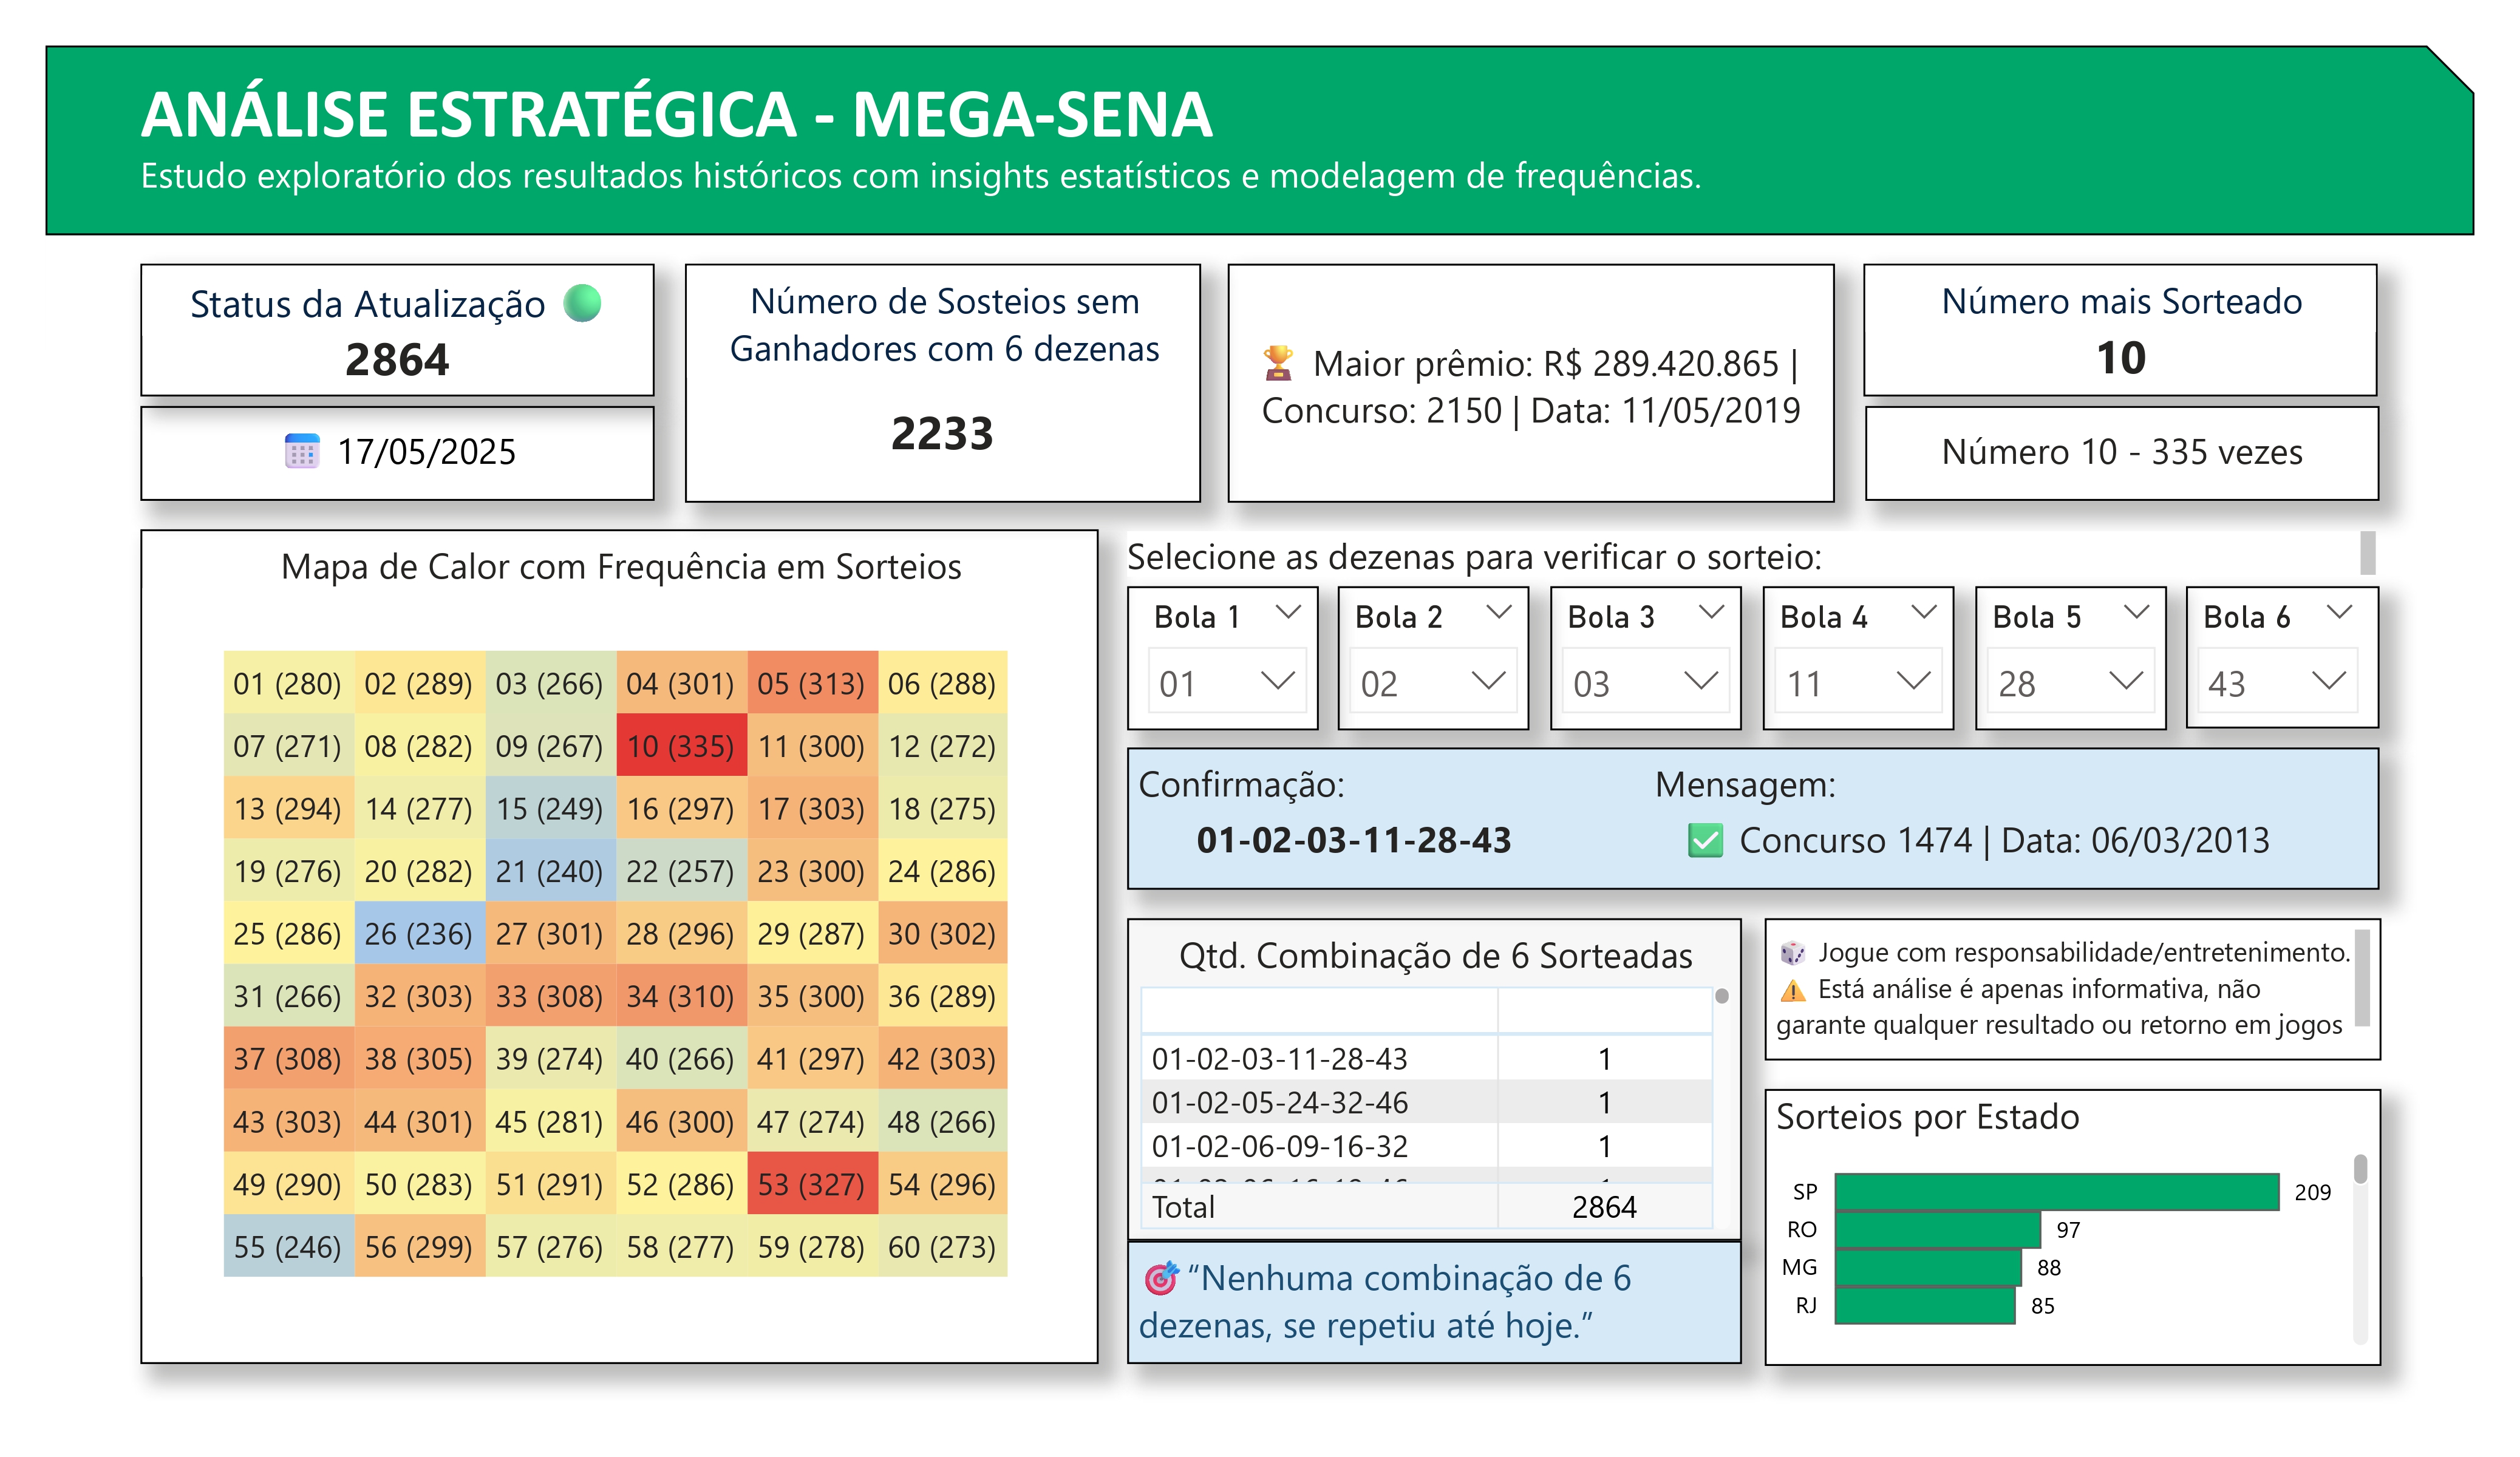 ANÁLISE ESTRATÉGICA - MEGA-SENA
Estudo exploratório dos resultados históricos com insights estatísticos e modelagem de frequências.
Status da Atualização
2864
17/05/2025
Número de Sosteios sem
Ganhadores com 6 dezenas
2233
Maior prêmio: R$ 289.420.865 |
Concurso: 2150 | Data: 11/05/2019
Número mais Sorteado
10
Número 10 - 335 vezes
Mapa de Calor com Frequência em Sorteios
01 (280) 02 (289) 03 (266) 04 (301) 05 (313) 06 (288)
07 (271) 08 (282) 09 (267) 10 (335) 11 (300) 12 (272)
13 (294) 14 (277) 15 (249) 16 (297) 17 (303) 18 (275)
19 (276) 20 (282) 21 (240) 22 (257) 23 (300) 24 (286)
25 (286) 26 (236) 27 (301) 28 (296) 29 (287) 30 (302)
31 (266) 32 (303) 33 (308) 34 (310) 35 (300) 36 (289)
37 (308) 38 (305) 39 (274) 40 (266) 41 (297) 42 (303)
43 (303) 44 (301) 45 (281) 46 (300) 47 (274) 48 (266)
49 (290) 50 (283) 51 (291) 52 (286) 53 (327) 54 (296)
55 (246) 56 (299) 57 (276) 58 (277) 59 (278) 60 (273)
Selecione as dezenas para verificar o sorteio:
Bola 1 Bola 2 Bola 3 Bola 4 Bola 5 Bola 6
01 02 03 11 28 43
Confirmação: Mensagem:
01-02-03-11-28-43 Concurso 1474 | Data: 06/03/2013
Qtd. Combinação de 6 Sorteadas
01-02-03-11-28-43 1
01-02-05-24-32-46 1
01-02-06-09-16-32 1
Total 2864
“Nenhuma combinação de 6
dezenas, se repetiu até hoje.”
Jogue com responsabilidade/entretenimento.
Está análise é apenas informativa, não
garante qualquer resultado ou retorno em jogos
Sorteios por Estado
SP 209
RO 97
MG 88
RJ 85